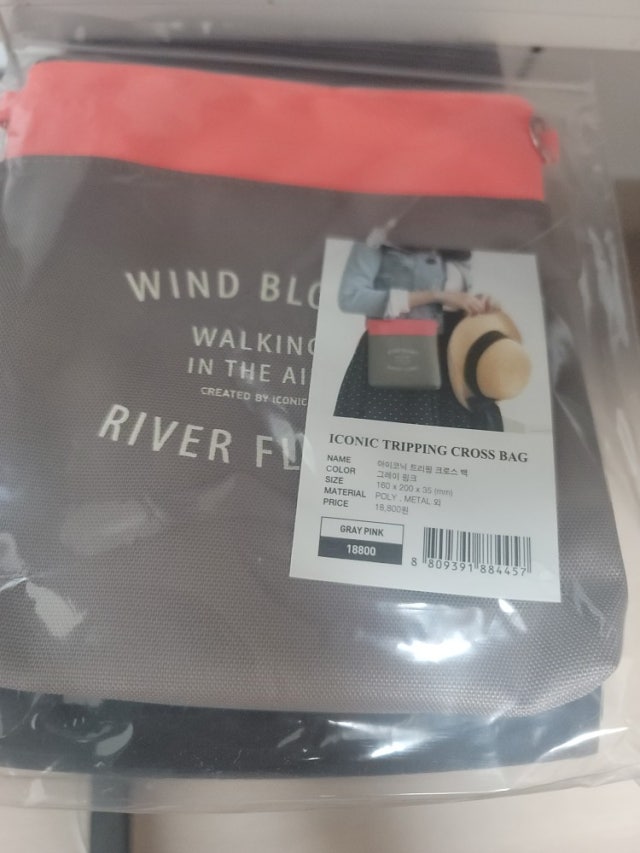 WIND BLO
WALKING
IN THE AI
CREATED BY ICONIC
RIVER FL
ICONIC TRIPPING CROSS BAG
NAME 아이코닉 트리핑 크로스 백
COLOR 그레이 핑크
SIZE 160 x 200 x 35 (mm)
MATERIAL POLY . METAL 외
PRICE 18,800원
GRAY PINK
18800
8 809391 884457